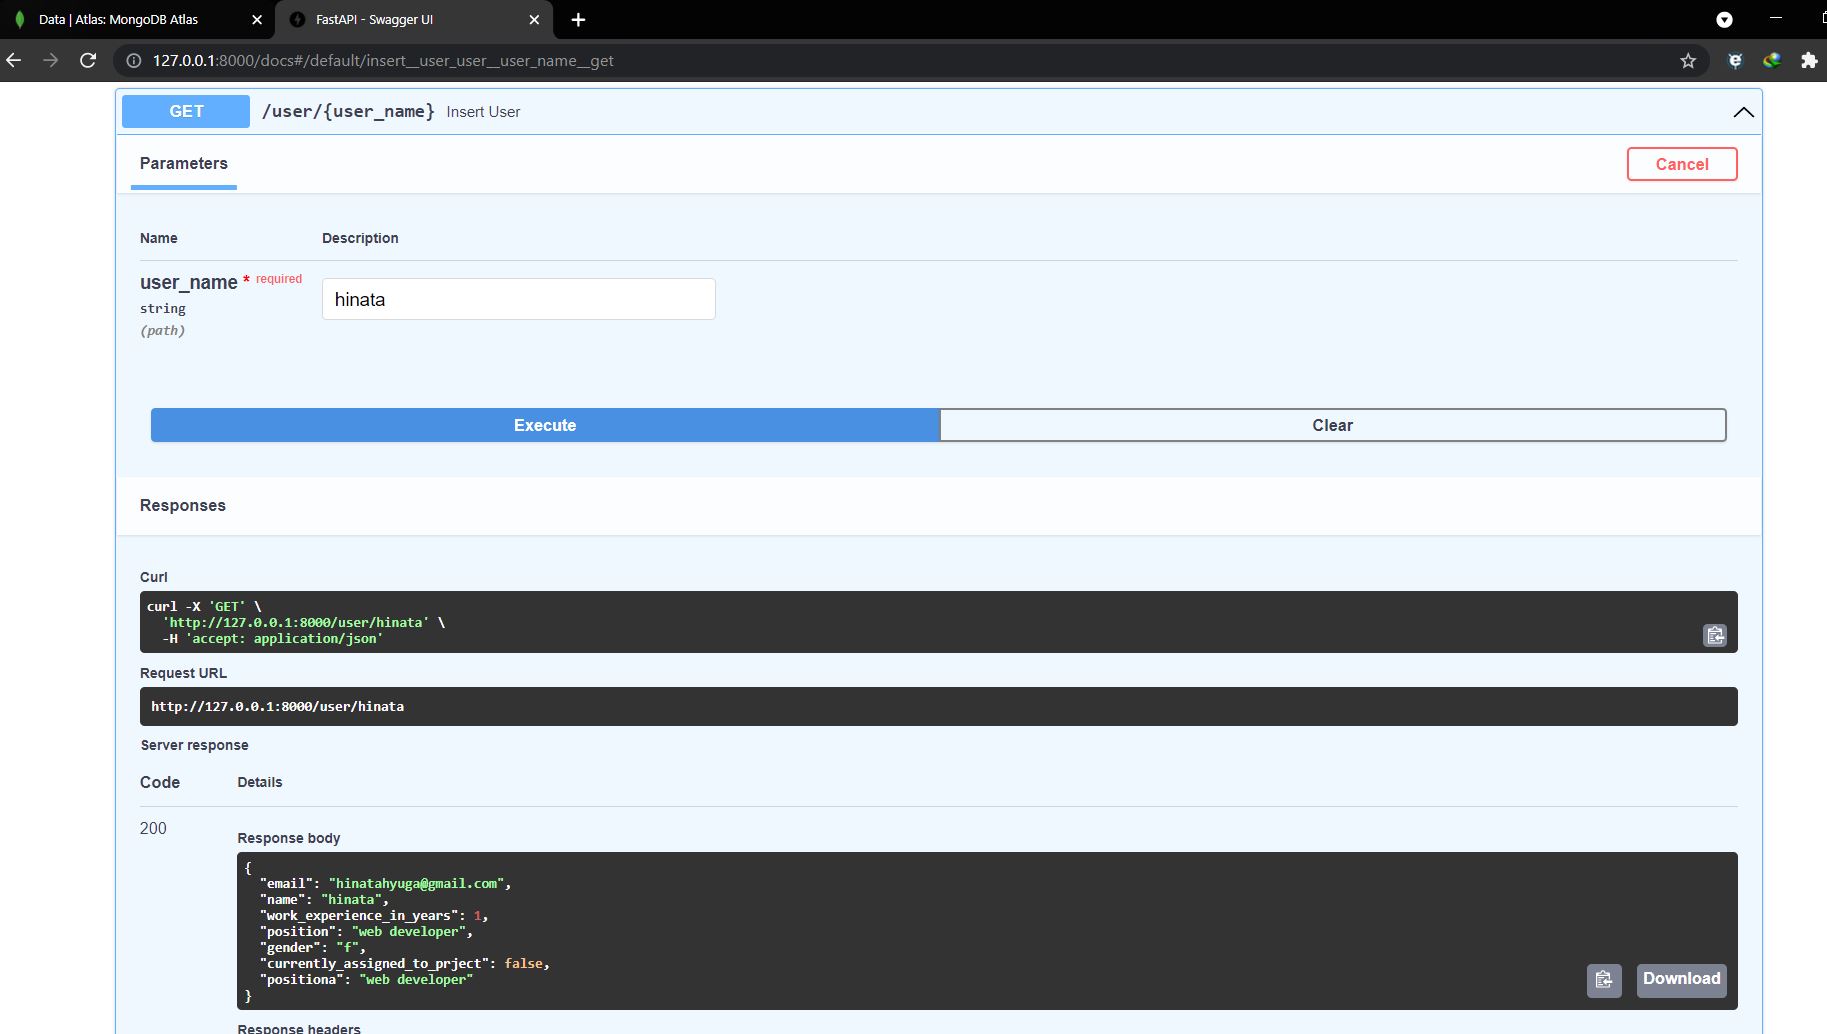 Data | Atlas: MongoDB Atlas
FastAPI - Swagger UI
127.0.0.1:8000/docs#/default/insert__user_user__user_name__get
GET /user/{user_name} Insert User
Parameters
Cancel
Name Description
user_name * required
string
(path)
hinata
Execute Clear
Responses
Curl
curl -X 'GET' \
'http://127.0.0.1:8000/user/hinata' \
-H 'accept: application/json'
Request URL
http://127.0.0.1:8000/user/hinata
Server response
Code Details
200
Response body
{
"email": "hinatahyuga@gmail.com",
"name": "hinata",
"work_experience_in_years": 1,
"position": "web developer",
"gender": "f",
"currently_assigned_to_prject": false,
"positiona": "web developer"
}
Download
Response headers